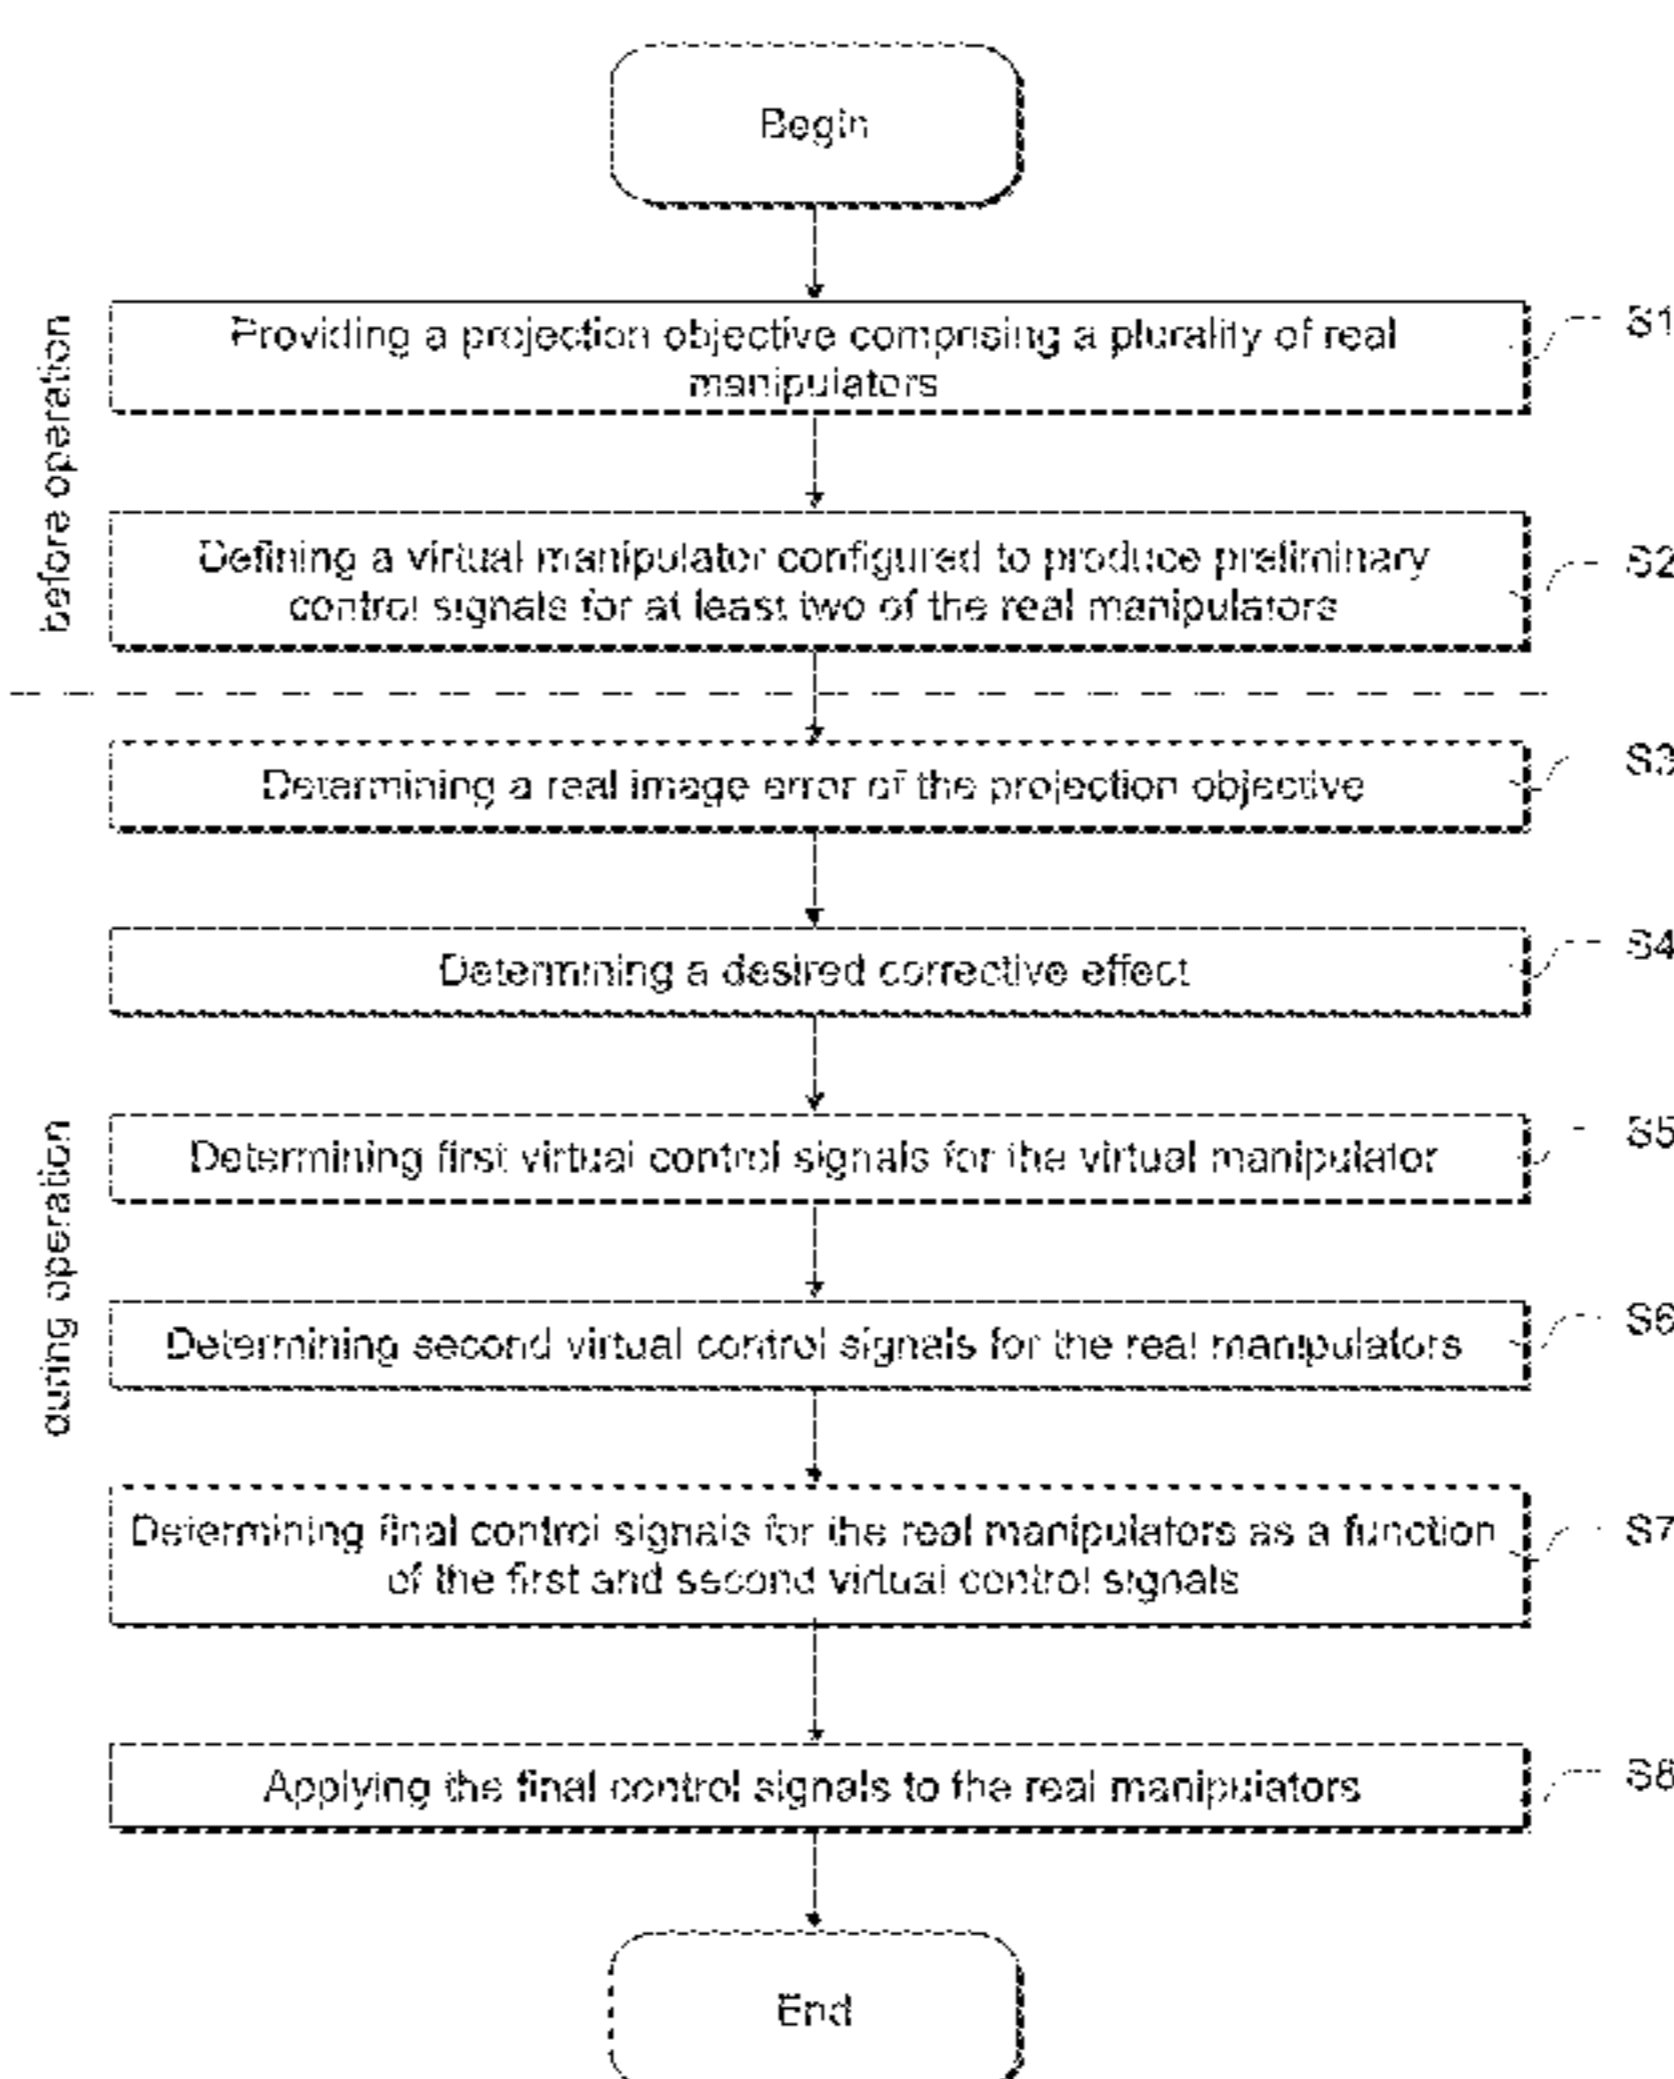 Begin
before operation
Providing a projection objective comprising a plurality of real
manipulators
S1
Defining a virtual manipulator configured to produce preliminary
control signals for at least two of the real manipulators
S2
during operation
Determining a real image error of the projection objective
S3
Determining a desired corrective effect
S4
Determining first virtual control signals for the virtual manipulator
S5
Determining second virtual control signals for the real manipulators
S6
Determining final control signals for the real manipulators as a function
of the first and second virtual control signals
S7
Applying the final control signals to the real manipulators
S8
End